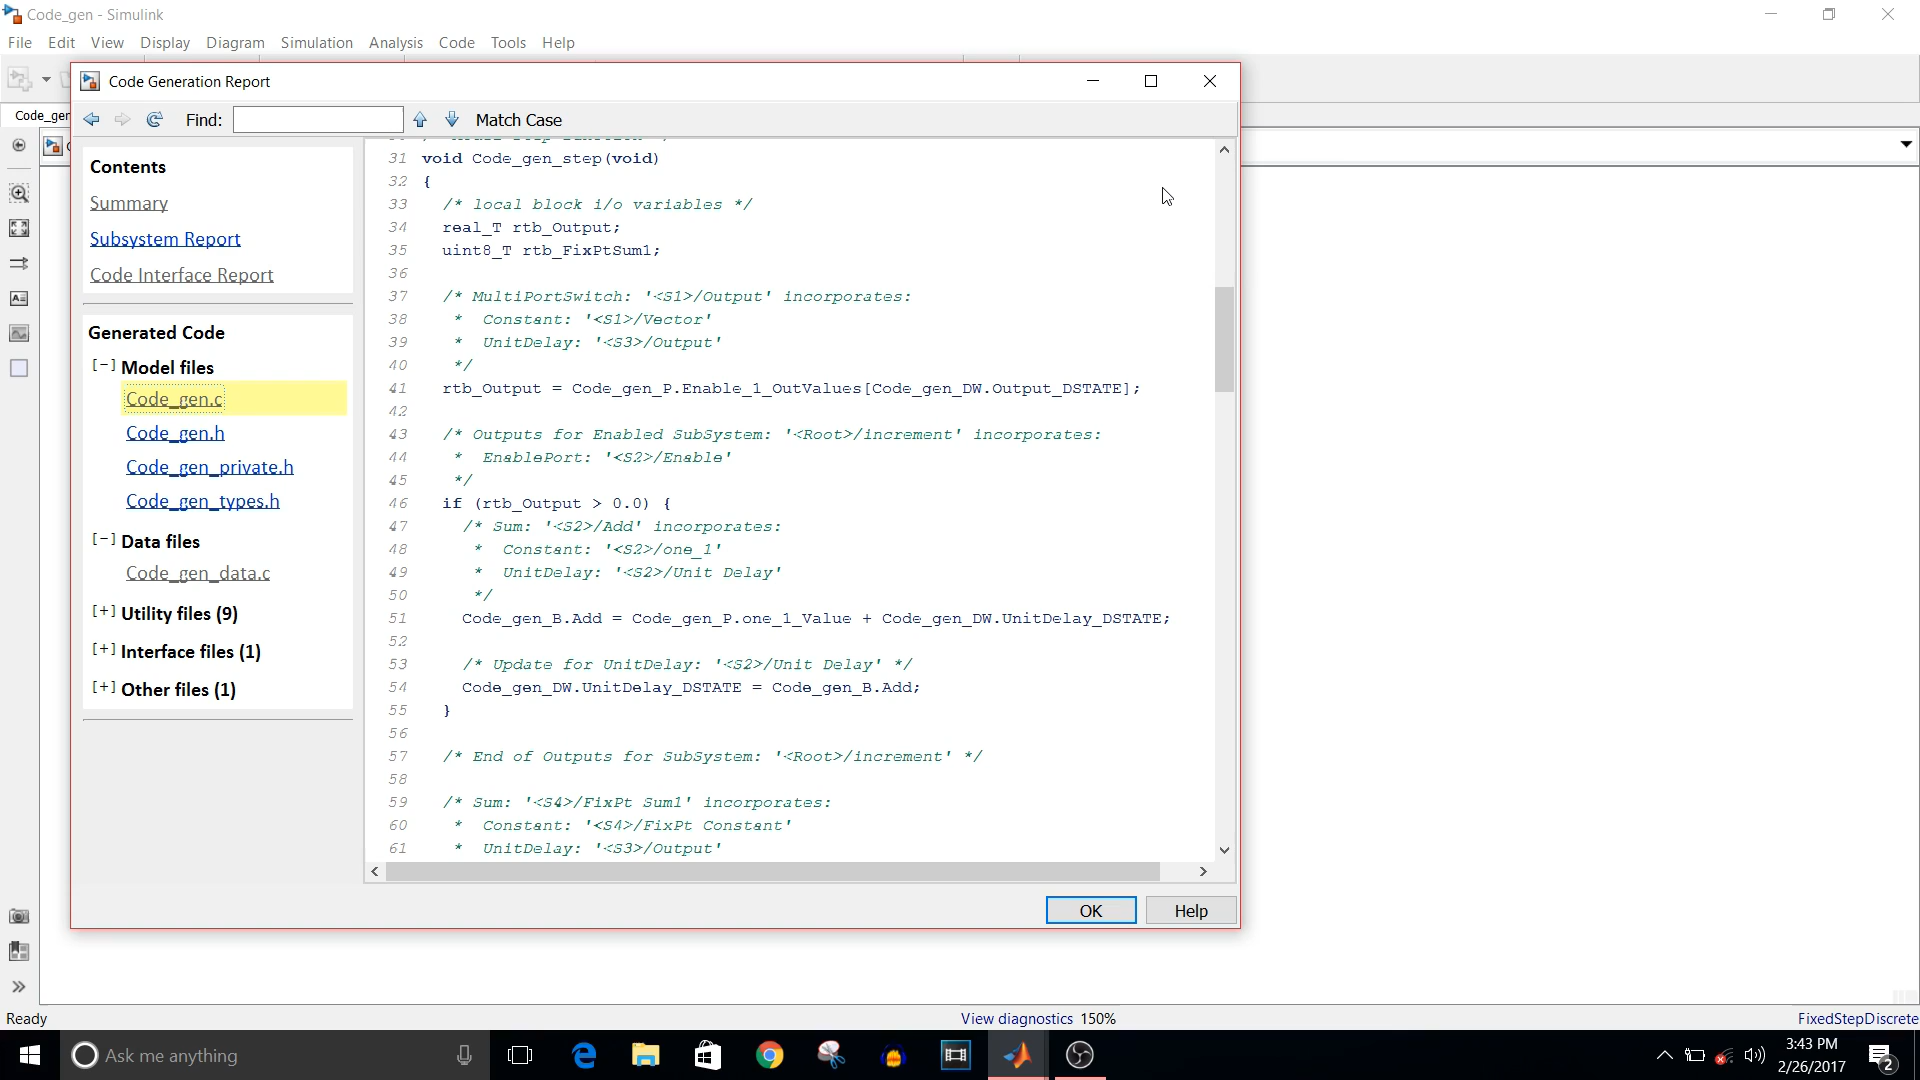 Code_gen - Simulink
File Edit View Display Diagram Simulation Analysis Code Tools Help
Code_gen
Code Generation Report
Find: Match Case
Contents
Summary
Subsystem Report
Code Interface Report
Generated Code
[-] Model files
Code_gen.c
Code_gen.h
Code_gen_private.h
Code_gen_types.h
[-] Data files
Code_gen_data.c
[+] Utility files (9)
[+] Interface files (1)
[+] Other files (1)
31 void Code_gen_step(void)
32 {
33 /* local block i/o variables */
34 real_T rtb_Output;
35 uint8_T rtb_FixPtSum1;
36
37 /* MultiPortSwitch: '<S1>/Output' incorporates:
38 * Constant: '<S1>/Vector'
39 * UnitDelay: '<S3>/Output'
40 */
41 rtb_Output = Code_gen_P.Enable_1_OutValues[Code_gen_DW.Output_DSTATE];
42
43 /* Outputs for Enabled SubSystem: '<Root>/increment' incorporates:
44 * EnablePort: '<S2>/Enable'
45 */
46 if (rtb_Output > 0.0) {
47 /* Sum: '<S2>/Add' incorporates:
48 * Constant: '<S2>/one_1'
49 * UnitDelay: '<S2>/Unit Delay'
50 */
51 Code_gen_B.Add = Code_gen_P.one_1_Value + Code_gen_DW.UnitDelay_DSTATE;
52
53 /* Update for UnitDelay: '<S2>/Unit Delay' */
54 Code_gen_DW.UnitDelay_DSTATE = Code_gen_B.Add;
55 }
56
57 /* End of Outputs for SubSystem: '<Root>/increment' */
58
59 /* Sum: '<S4>/FixPt Sum1' incorporates:
60 * Constant: '<S4>/FixPt Constant'
61 * UnitDelay: '<S3>/Output'
OK Help
Ready View diagnostics 150% FixedStepDiscrete
Ask me anything
3:43 PM
2/26/2017
2